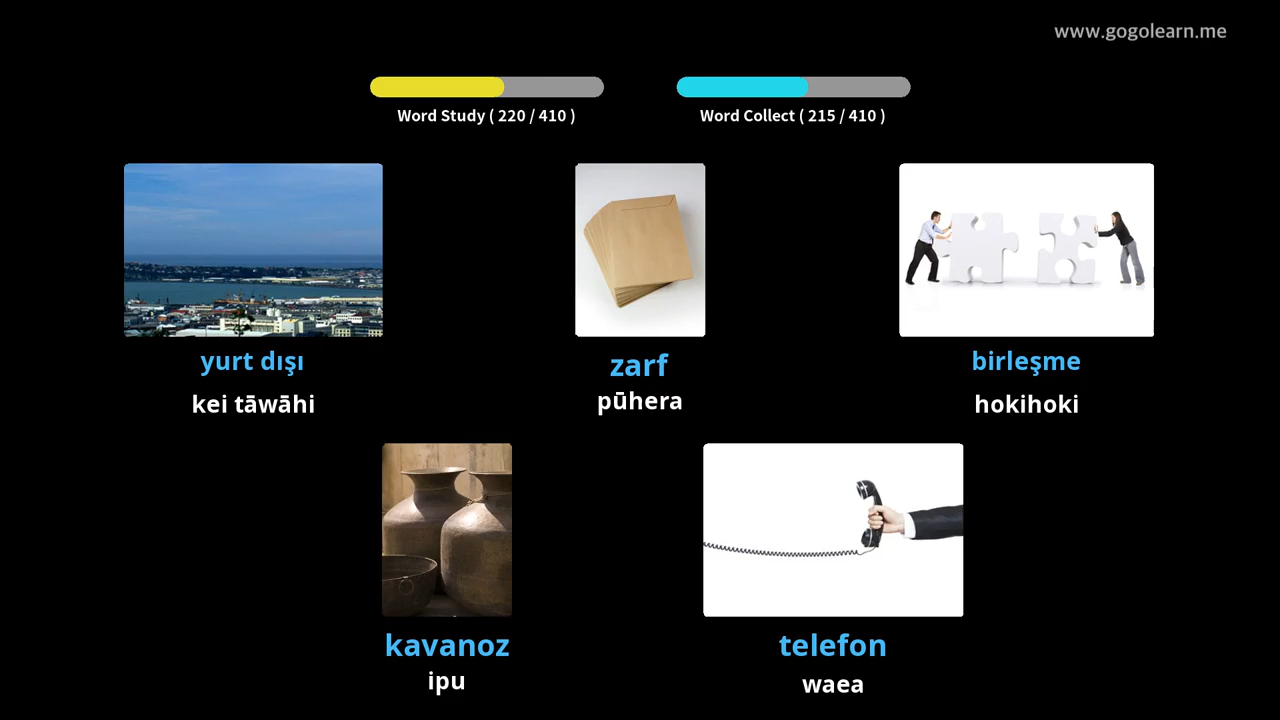 www.gogolearn.me
Word Study ( 220 / 410 )
Word Collect ( 215 / 410 )
yurt dışı
zarf
birleşme
kei tāwāhi
pūhera
hokihoki
kavanoz
telefon
ipu
waea